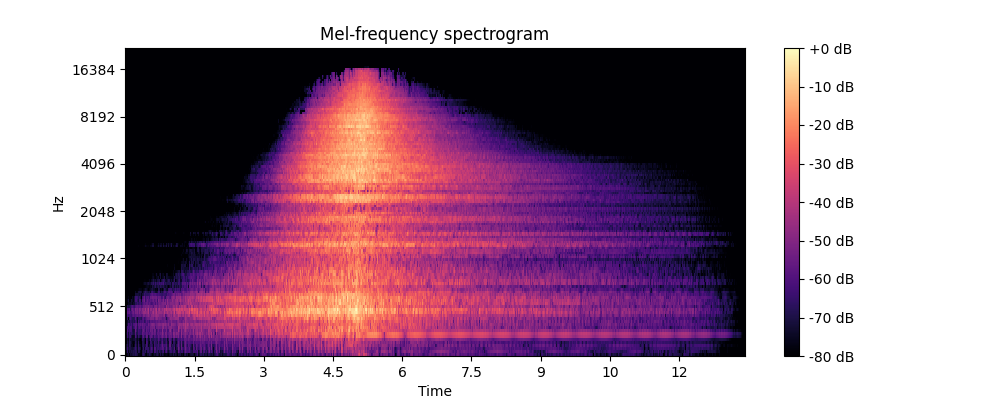 Mel-frequency spectrogram
16384
8192
4096
2048
1024
512
0
Hz
0 1.5 3 4.5 6 7.5 9 10 12
Time
+0 dB
-10 dB
-20 dB
-30 dB
-40 dB
-50 dB
-60 dB
-70 dB
-80 dB